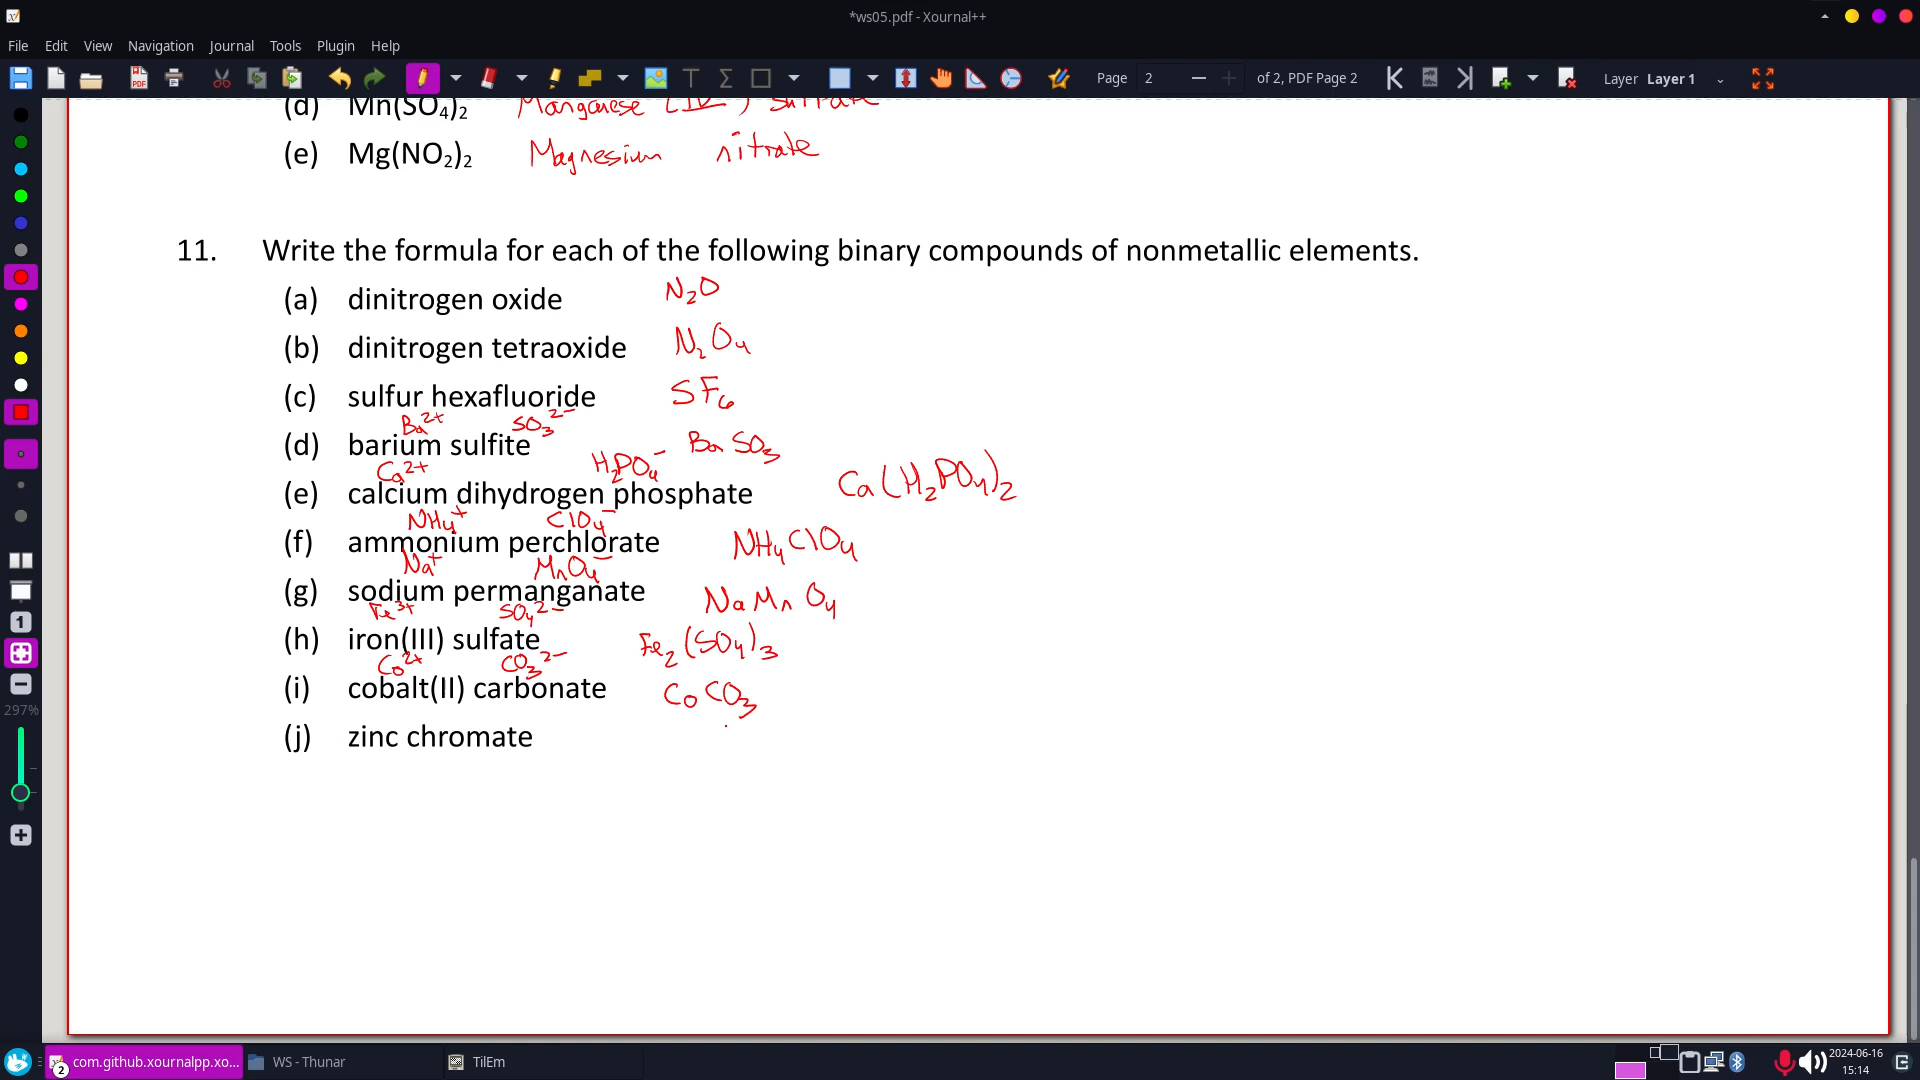 *ws05.pdf - Xournal++
File Edit View Navigation Journal Tools Plugin Help
Page 2 of 2, PDF Page 2 Layer Layer 1
(d) Mn(SO₄)₂ Manganese (IV) sulfate
(e) Mg(NO₂)₂ Magnesium nitrate
11. Write the formula for each of the following binary compounds of nonmetallic elements.
(a) dinitrogen oxide N₂O
(b) dinitrogen tetraoxide N₂O₄
(c) sulfur hexafluoride SF₆
Ba²⁺ SO₃²⁻
(d) barium sulfite BaSO₃
Ca²⁺ H₂PO₄⁻
(e) calcium dihydrogen phosphate Ca(H₂PO₄)₂
NH₄⁺ ClO₄⁻
(f) ammonium perchlorate NH₄ClO₄
Na⁺ MnO₄⁻
(g) sodium permanganate NaMnO₄
Fe³⁺ SO₄²⁻
(h) iron(III) sulfate Fe₂(SO₄)₃
Co²⁺ CO₃²⁻
(i) cobalt(II) carbonate CoCO₃
(j) zinc chromate
1
297%
2 com.github.xournalpp.xo... WS - Thunar TilEm
2024-06-16
15:14